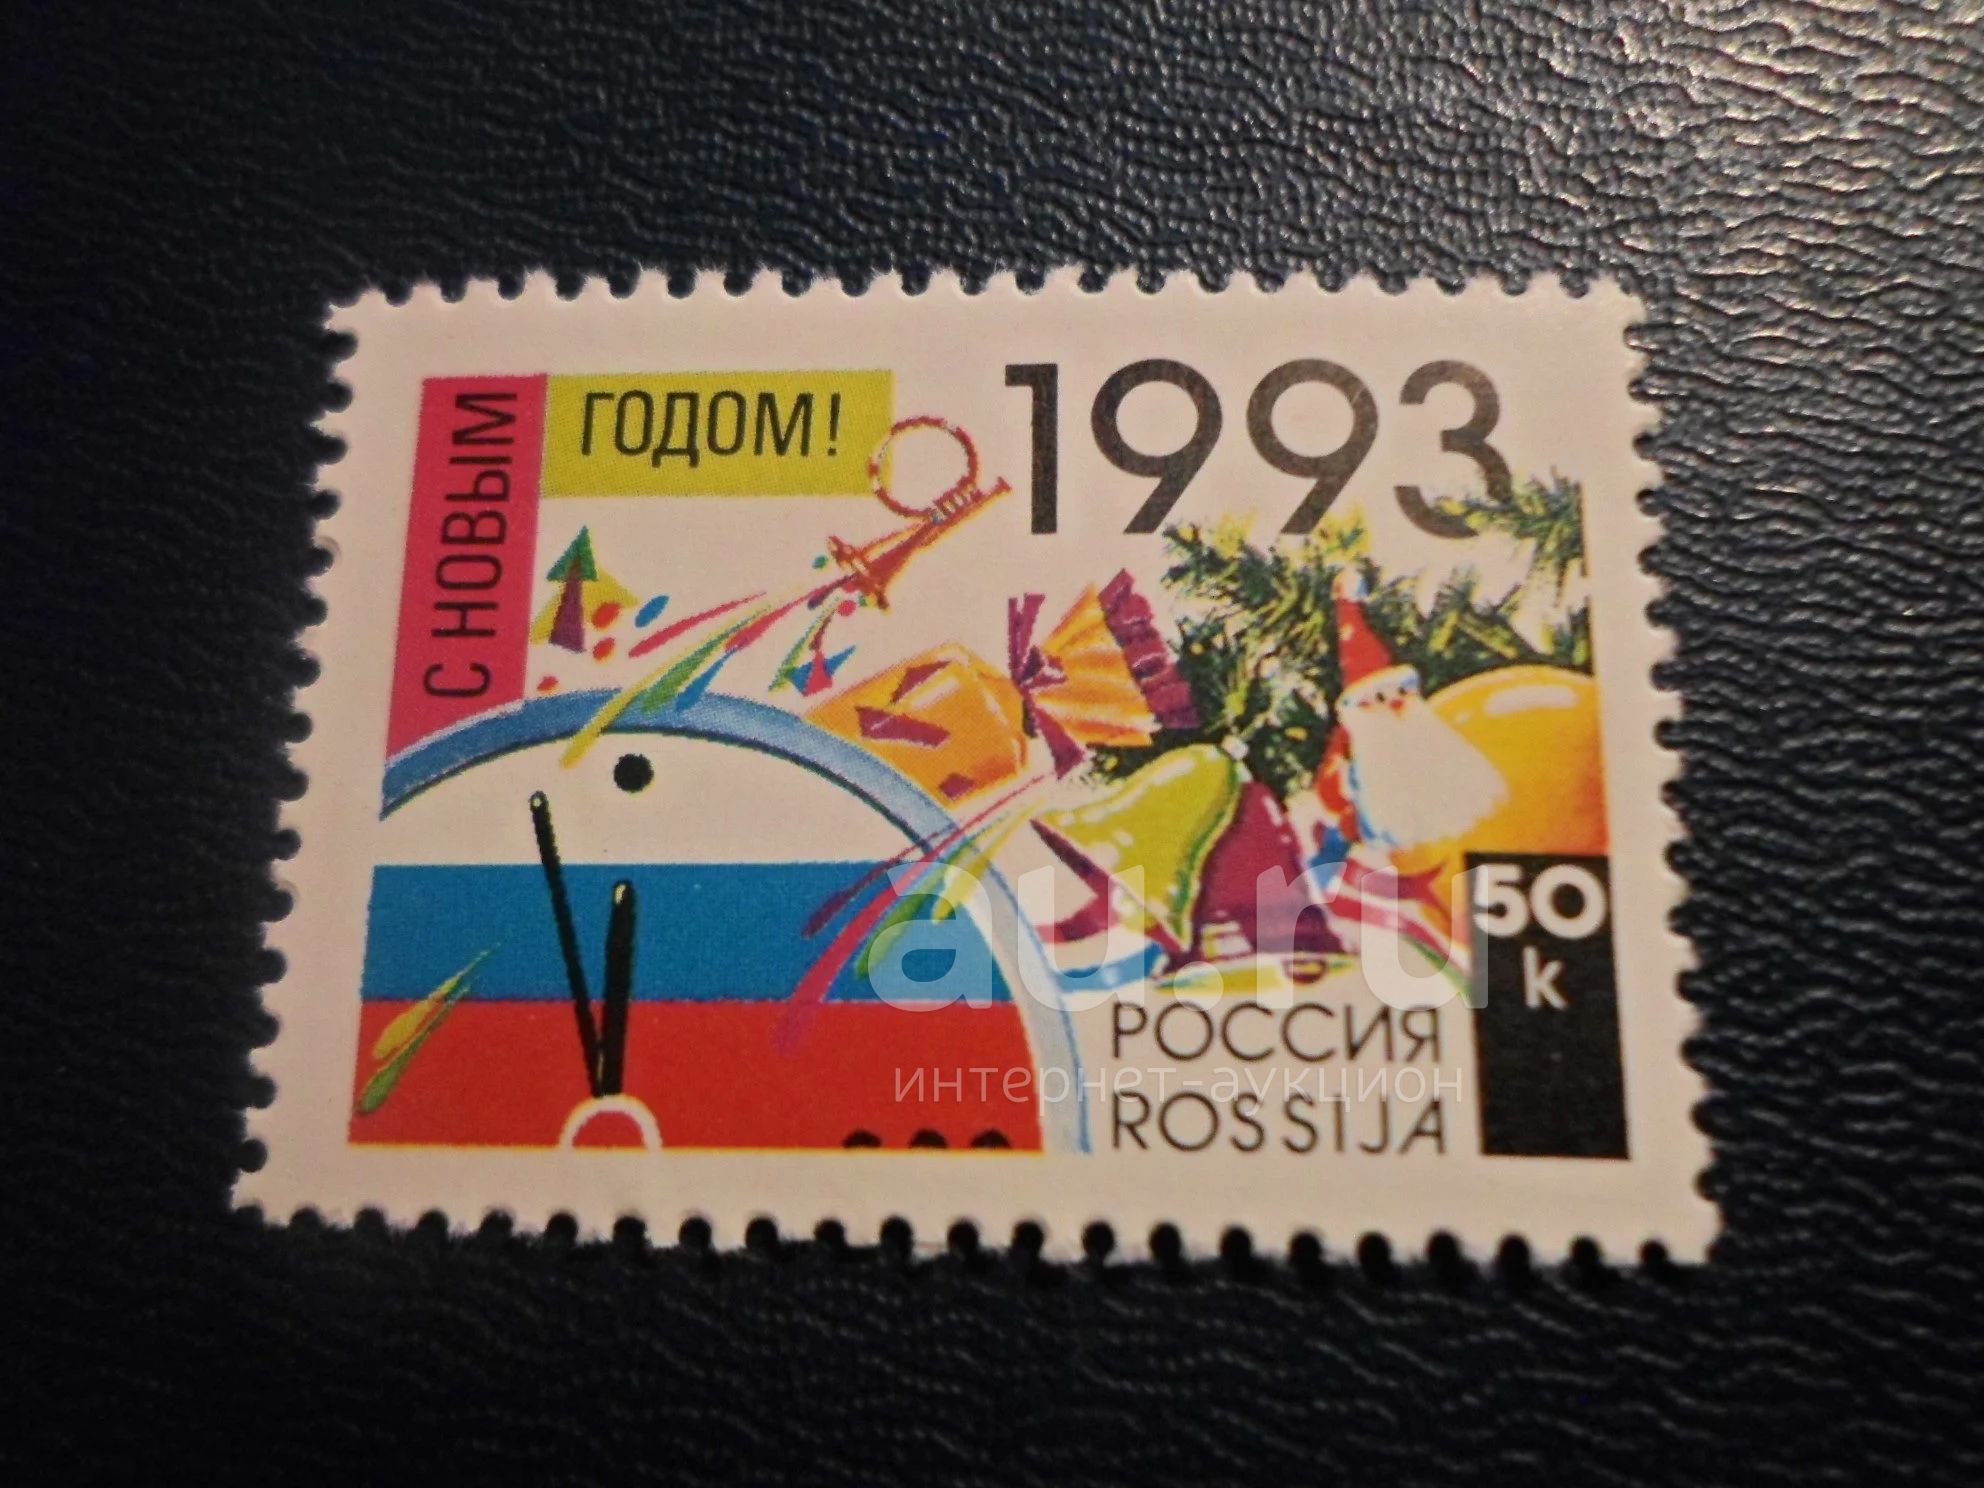 С НОВЫМ
ГОДОМ!
1993
50
k
au.ru
РОССИЯ
интернет-аукцион
ROSSIJA